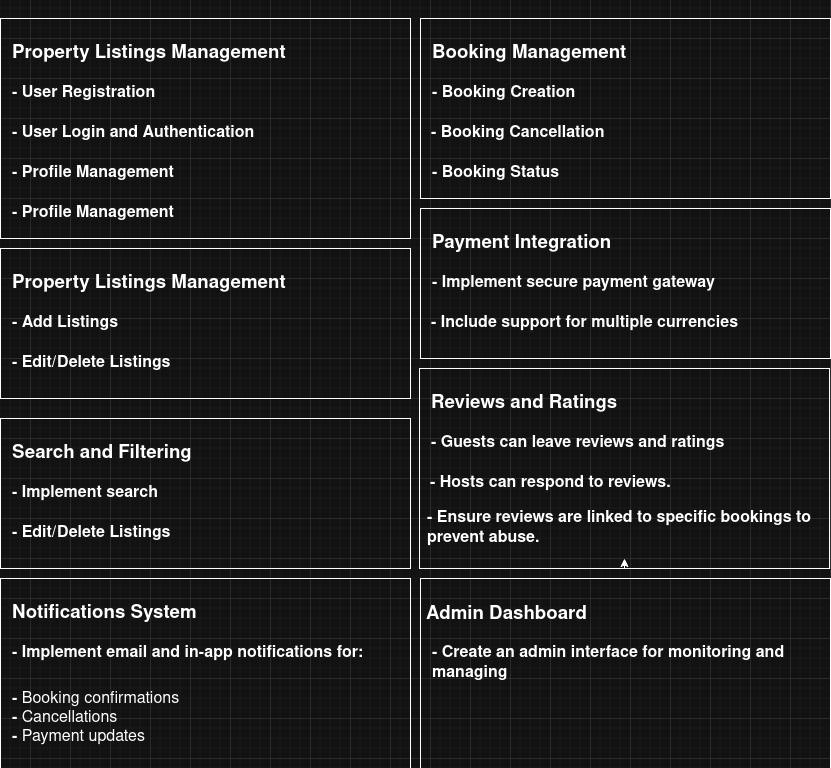 Property Listings Management
- User Registration
- User Login and Authentication
- Profile Management
- Profile Management
Property Listings Management
- Add Listings
- Edit/Delete Listings
Search and Filtering
- Implement search
- Edit/Delete Listings
Notifications System
- Implement email and in-app notifications for:
- Booking confirmations
- Cancellations
- Payment updates
Booking Management
- Booking Creation
- Booking Cancellation
- Booking Status
Payment Integration
- Implement secure payment gateway
- Include support for multiple currencies
Reviews and Ratings
- Guests can leave reviews and ratings
- Hosts can respond to reviews.
- Ensure reviews are linked to specific bookings to
prevent abuse.
Admin Dashboard
- Create an admin interface for monitoring and
managing